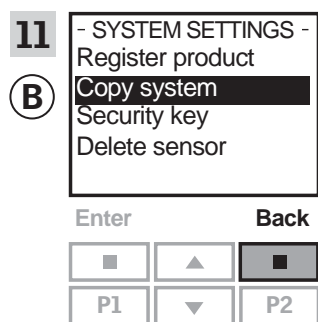 11
B
- SYSTEM SETTINGS -
Register product
Copy system
Security key
Delete sensor
Enter Back
P1 P2